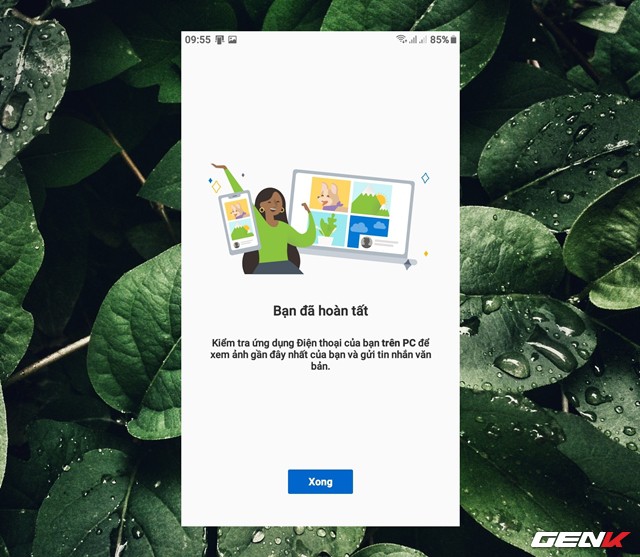 09:55 85%
Bạn đã hoàn tất
Kiểm tra ứng dụng Điện thoại của bạn trên PC để
xem ảnh gần đây nhất của bạn và gửi tin nhắn văn
bản.
Xong
GENK